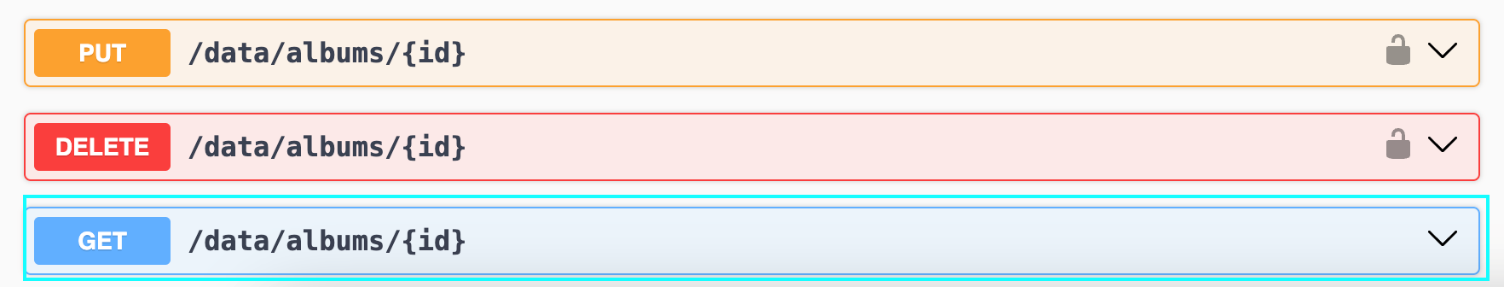 PUT /data/albums/{id}
DELETE /data/albums/{id}
GET /data/albums/{id}